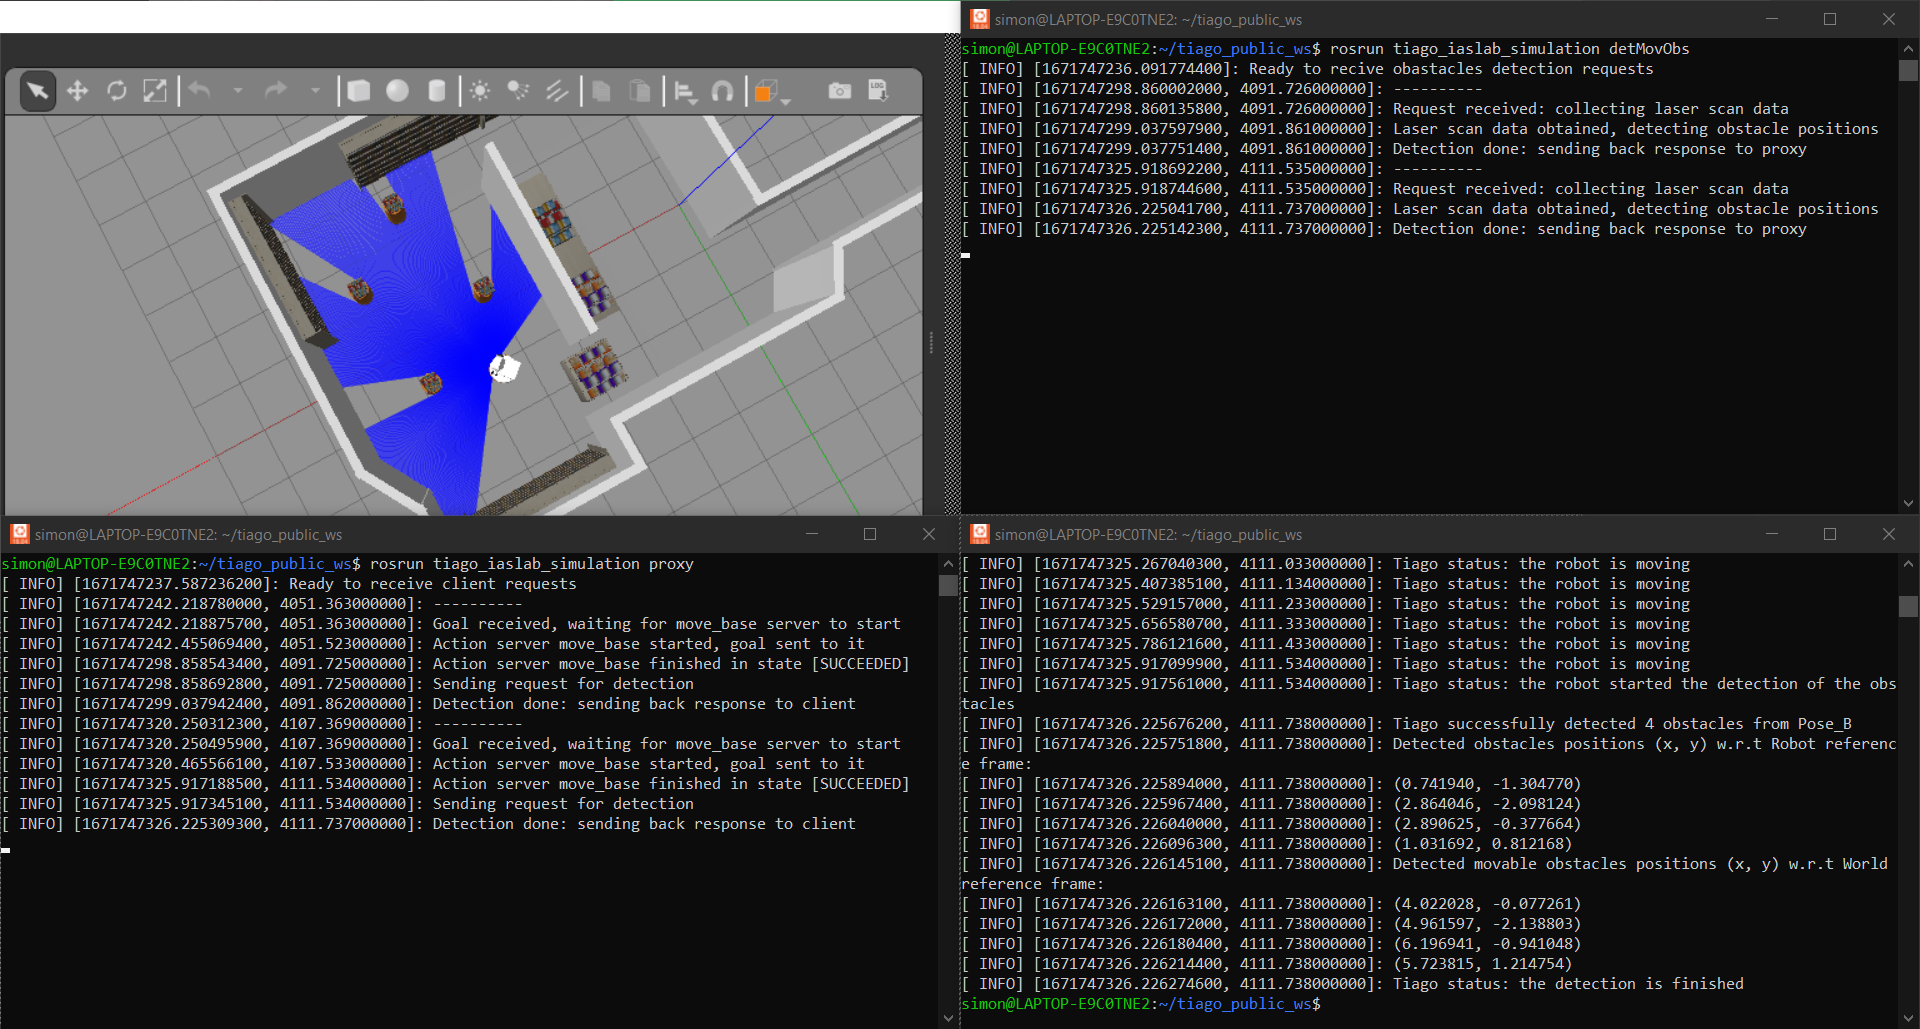 LOG
simon@LAPTOP-E9C0TNE2: ~/tiago_public_ws
simon@LAPTOP-E9C0TNE2:~/tiago_public_ws$ rosrun tiago_iaslab_simulation detMovObs
[ INFO] [1671747236.091774400]: Ready to recive obastacles detection requests
[ INFO] [1671747298.860002000, 4091.726000000]: ----------
[ INFO] [1671747298.860135800, 4091.726000000]: Request received: collecting laser scan data
[ INFO] [1671747299.037597900, 4091.861000000]: Laser scan data obtained, detecting obstacle positions
[ INFO] [1671747299.037751400, 4091.861000000]: Detection done: sending back response to proxy
[ INFO] [1671747325.918692200, 4111.535000000]: ----------
[ INFO] [1671747325.918744600, 4111.535000000]: Request received: collecting laser scan data
[ INFO] [1671747326.225041700, 4111.737000000]: Laser scan data obtained, detecting obstacle positions
[ INFO] [1671747326.225142300, 4111.737000000]: Detection done: sending back response to proxy
simon@LAPTOP-E9C0TNE2: ~/tiago_public_ws
simon@LAPTOP-E9C0TNE2:~/tiago_public_ws$ rosrun tiago_iaslab_simulation proxy
[ INFO] [1671747237.587236200]: Ready to receive client requests
[ INFO] [1671747242.218780000, 4051.363000000]: ----------
[ INFO] [1671747242.218875700, 4051.363000000]: Goal received, waiting for move_base server to start
[ INFO] [1671747242.455069400, 4051.523000000]: Action server move_base started, goal sent to it
[ INFO] [1671747298.858543400, 4091.725000000]: Action server move_base finished in state [SUCCEEDED]
[ INFO] [1671747298.858692800, 4091.725000000]: Sending request for detection
[ INFO] [1671747299.037942400, 4091.862000000]: Detection done: sending back response to client
[ INFO] [1671747320.250312300, 4107.369000000]: ----------
[ INFO] [1671747320.250495900, 4107.369000000]: Goal received, waiting for move_base server to start
[ INFO] [1671747320.465566100, 4107.533000000]: Action server move_base started, goal sent to it
[ INFO] [1671747325.917188500, 4111.534000000]: Action server move_base finished in state [SUCCEEDED]
[ INFO] [1671747325.917345100, 4111.534000000]: Sending request for detection
[ INFO] [1671747326.225309300, 4111.737000000]: Detection done: sending back response to client
simon@LAPTOP-E9C0TNE2: ~/tiago_public_ws
[ INFO] [1671747325.267040300, 4111.033000000]: Tiago status: the robot is moving
[ INFO] [1671747325.407385100, 4111.134000000]: Tiago status: the robot is moving
[ INFO] [1671747325.529157000, 4111.233000000]: Tiago status: the robot is moving
[ INFO] [1671747325.656580700, 4111.333000000]: Tiago status: the robot is moving
[ INFO] [1671747325.786121600, 4111.433000000]: Tiago status: the robot is moving
[ INFO] [1671747325.917099900, 4111.534000000]: Tiago status: the robot is moving
[ INFO] [1671747325.917561000, 4111.534000000]: Tiago status: the robot started the detection of the obs
tacles
[ INFO] [1671747326.225676200, 4111.738000000]: Tiago successfully detected 4 obstacles from Pose_B
[ INFO] [1671747326.225751800, 4111.738000000]: Detected obstacles positions (x, y) w.r.t Robot referenc
e frame:
[ INFO] [1671747326.225894000, 4111.738000000]: (0.741940, -1.304770)
[ INFO] [1671747326.225967400, 4111.738000000]: (2.864046, -2.098124)
[ INFO] [1671747326.226040000, 4111.738000000]: (2.890625, -0.377664)
[ INFO] [1671747326.226096300, 4111.738000000]: (1.031692, 0.812168)
[ INFO] [1671747326.226145100, 4111.738000000]: Detected movable obstacles positions (x, y) w.r.t World
reference frame:
[ INFO] [1671747326.226163100, 4111.738000000]: (4.022028, -0.077261)
[ INFO] [1671747326.226172000, 4111.738000000]: (4.961597, -2.138803)
[ INFO] [1671747326.226180400, 4111.738000000]: (6.196941, -0.941048)
[ INFO] [1671747326.226214400, 4111.738000000]: (5.723815, 1.214754)
[ INFO] [1671747326.226274600, 4111.738000000]: Tiago status: the detection is finished
simon@LAPTOP-E9C0TNE2:~/tiago_public_ws$